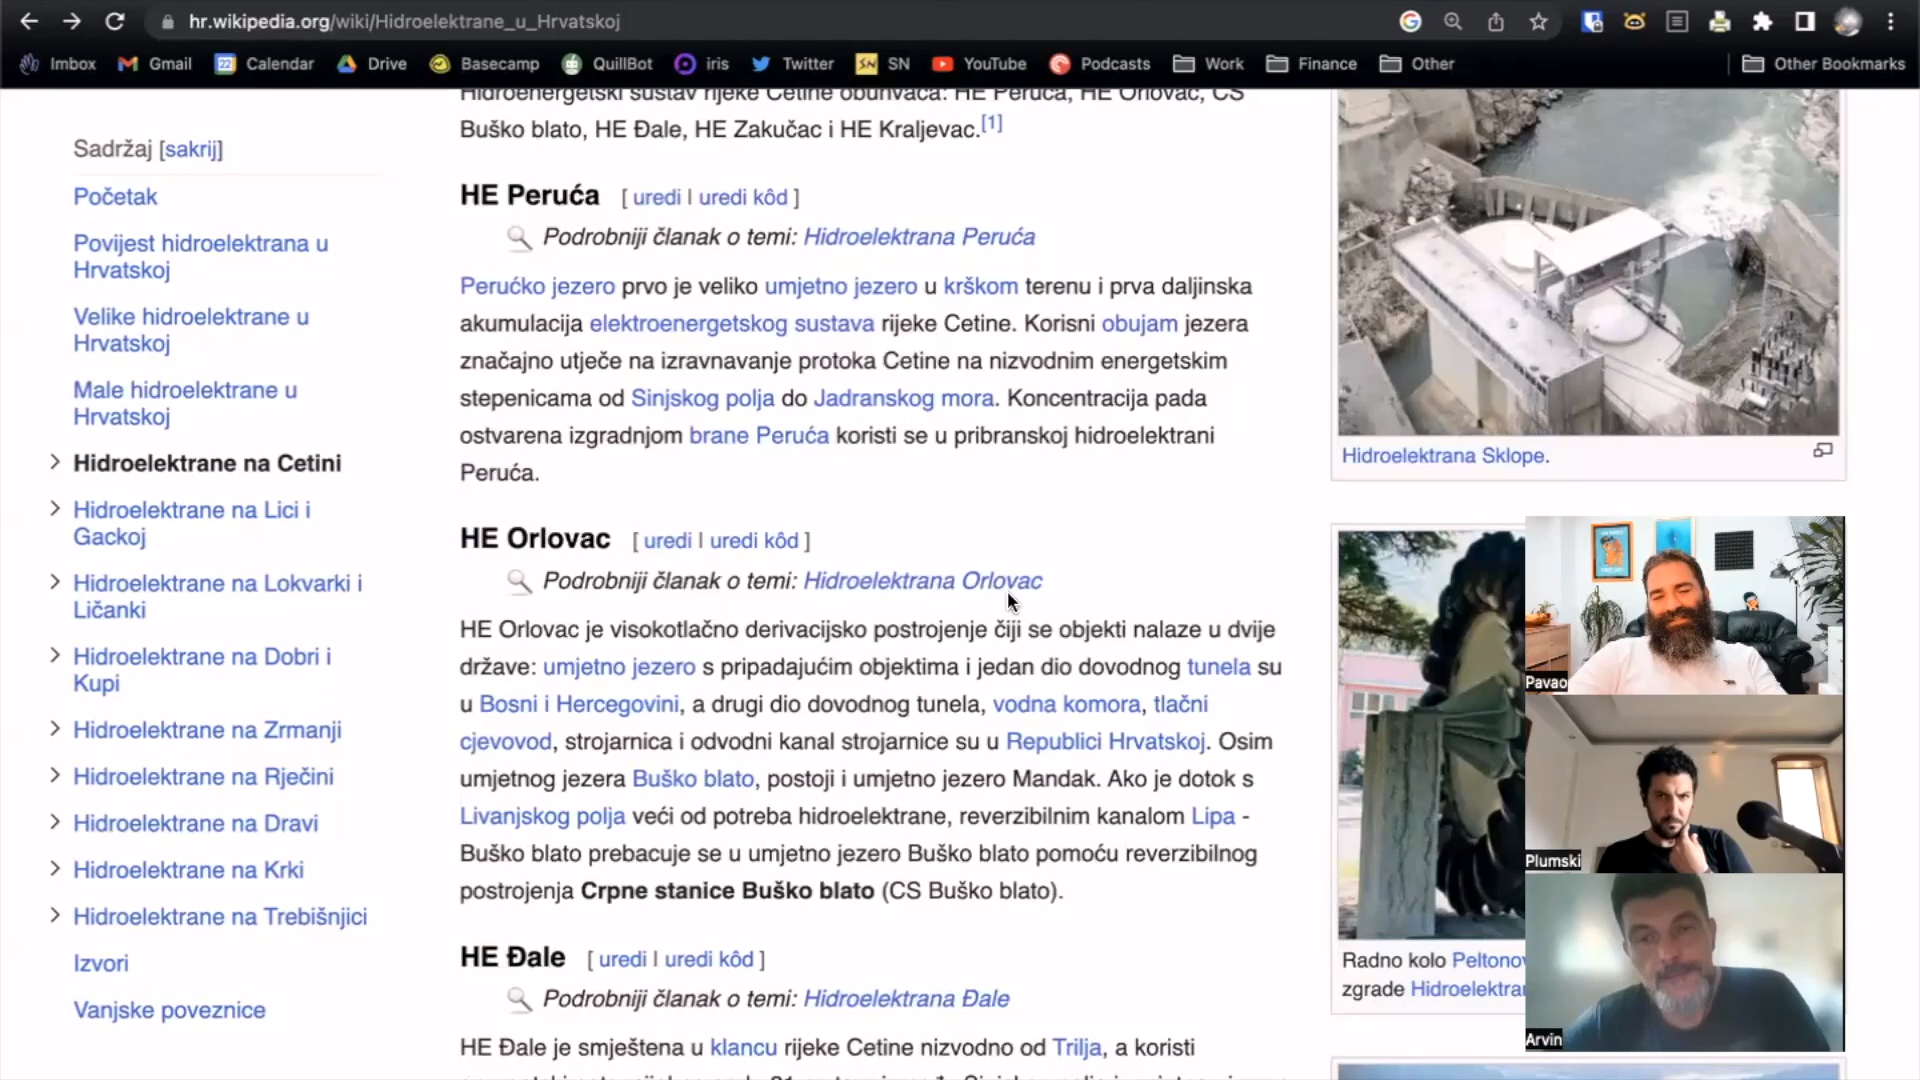 hr.wikipedia.org/wiki/Hidroelektrane_u_Hrvatskoj
Imbox Gmail Calendar Drive Basecamp QuillBot iris Twitter SN YouTube Podcasts Work Finance Other Other Bookmarks
Hidroenergetski sustav rijeke Cetine obuhvaća: HE Peruća, HE Orlovac, CS
Buško blato, HE Đale, HE Zakučac i HE Kraljevac.[1]
Sadržaj [sakrij]
Početak
Povijest hidroelektrana u
Hrvatskoj
Velike hidroelektrane u
Hrvatskoj
Male hidroelektrane u
Hrvatskoj
Hidroelektrane na Cetini
Hidroelektrane na Lici i
Gackoj
Hidroelektrane na Lokvarki i
Ličanki
Hidroelektrane na Dobri i
Kupi
Hidroelektrane na Zrmanji
Hidroelektrane na Rječini
Hidroelektrane na Dravi
Hidroelektrane na Krki
Hidroelektrane na Trebišnjici
Izvori
Vanjske poveznice
HE Peruća [ uredi | uredi kôd ]
Podrobniji članak o temi: Hidroelektrana Peruća
Perućko jezero prvo je veliko umjetno jezero u krškom terenu i prva daljinska
akumulacija elektroenergetskog sustava rijeke Cetine. Korisni obujam jezera
značajno utječe na izravnavanje protoka Cetine na nizvodnim energetskim
stepenicama od Sinjskog polja do Jadranskog mora. Koncentracija pada
ostvarena izgradnjom brane Peruća koristi se u pribranskoj hidroelektrani
Peruća.
HE Orlovac [ uredi | uredi kôd ]
Podrobniji članak o temi: Hidroelektrana Orlovac
HE Orlovac je visokotlačno derivacijsko postrojenje čiji se objekti nalaze u dvije
države: umjetno jezero s pripadajućim objektima i jedan dio dovodnog tunela su
u Bosni i Hercegovini, a drugi dio dovodnog tunela, vodna komora, tlačni
cjevovod, strojarnica i odvodni kanal strojarnice su u Republici Hrvatskoj. Osim
umjetnog jezera Buško blato, postoji i umjetno jezero Mandak. Ako je dotok s
Livanjskog polja veći od potreba hidroelektrane, reverzibilnim kanalom Lipa -
Buško blato prebacuje se u umjetno jezero Buško blato pomoću reverzibilnog
postrojenja Crpne stanice Buško blato (CS Buško blato).
HE Đale [ uredi | uredi kôd ]
Podrobniji članak o temi: Hidroelektrana Đale
HE Đale je smještena u klancu rijeke Cetine nizvodno od Trilja, a koristi
Hidroelektrana Sklope.
Radno kolo Peltonov
zgrade Hidroelektran
Pavao
Plumski
Arvin